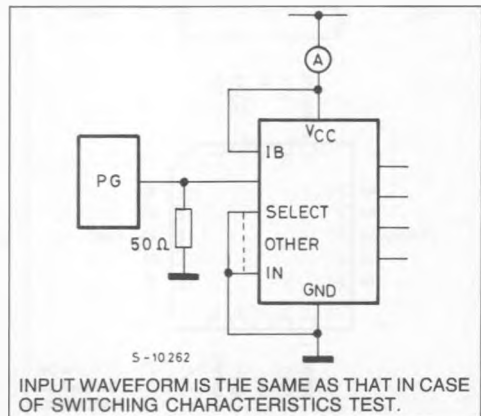 A
VCC
IB
PG
SELECT
50 Ω
OTHER
IN
GND
S-10262
INPUT WAVEFORM IS THE SAME AS THAT IN CASE
OF SWITCHING CHARACTERISTICS TEST.